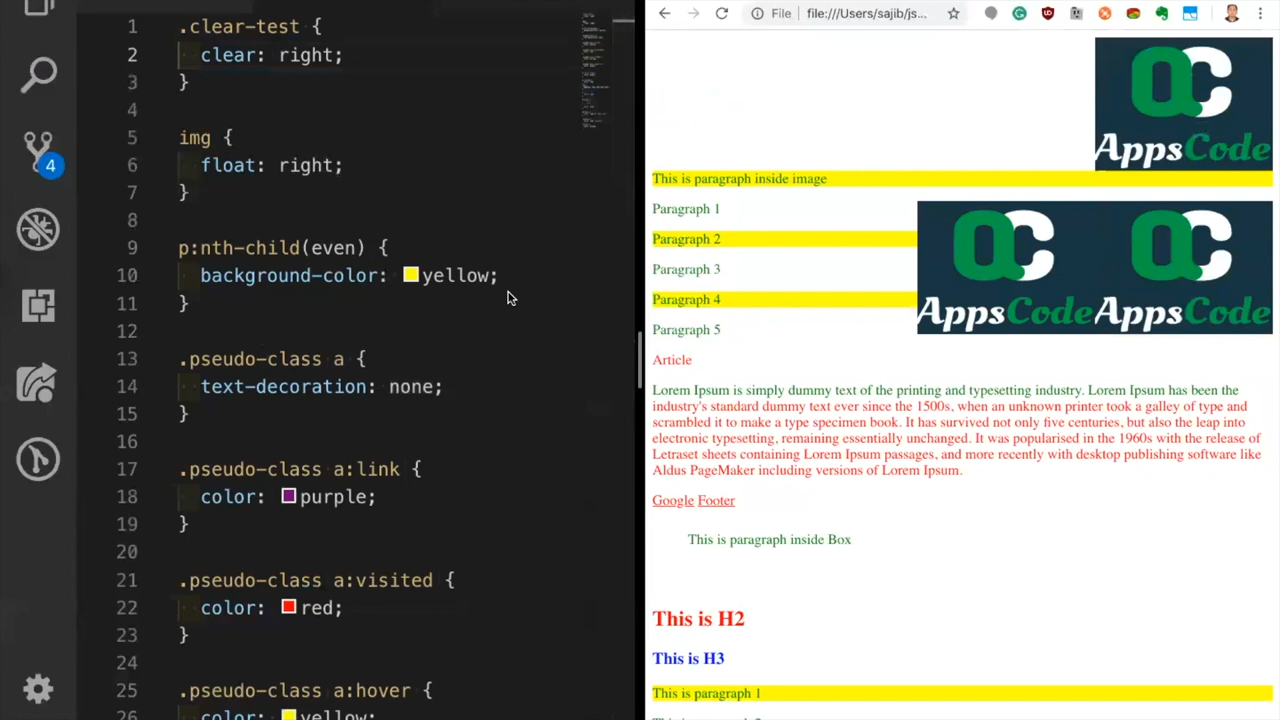 1 .clear-test {
2 clear: right;
3 }
4
5 img {
6 float: right;
7 }
8
9 p:nth-child(even) {
10 background-color: yellow;
11 }
12
13 .pseudo-class a {
14 text-decoration: none;
15 }
16
17 .pseudo-class a:link {
18 color: purple;
19 }
20
21 .pseudo-class a:visited {
22 color: red;
23 }
24
25 .pseudo-class a:hover {
26 yellow;
4
File file:///Users/sajib/js...
AppsCode
This is paragraph inside image
Paragraph 1
Paragraph 2
Paragraph 3
Paragraph 4
AppsCode AppsCode
Paragraph 5
Article
Lorem Ipsum is simply dummy text of the printing and typesetting industry. Lorem Ipsum has been the
industry's standard dummy text ever since the 1500s, when an unknown printer took a galley of type and
scrambled it to make a type specimen book. It has survived not only five centuries, but also the leap into
electronic typesetting, remaining essentially unchanged. It was popularised in the 1960s with the release of
Letraset sheets containing Lorem Ipsum passages, and more recently with desktop publishing software like
Aldus PageMaker including versions of Lorem Ipsum.
Google Footer
This is paragraph inside Box
This is H2
This is H3
This is paragraph 1